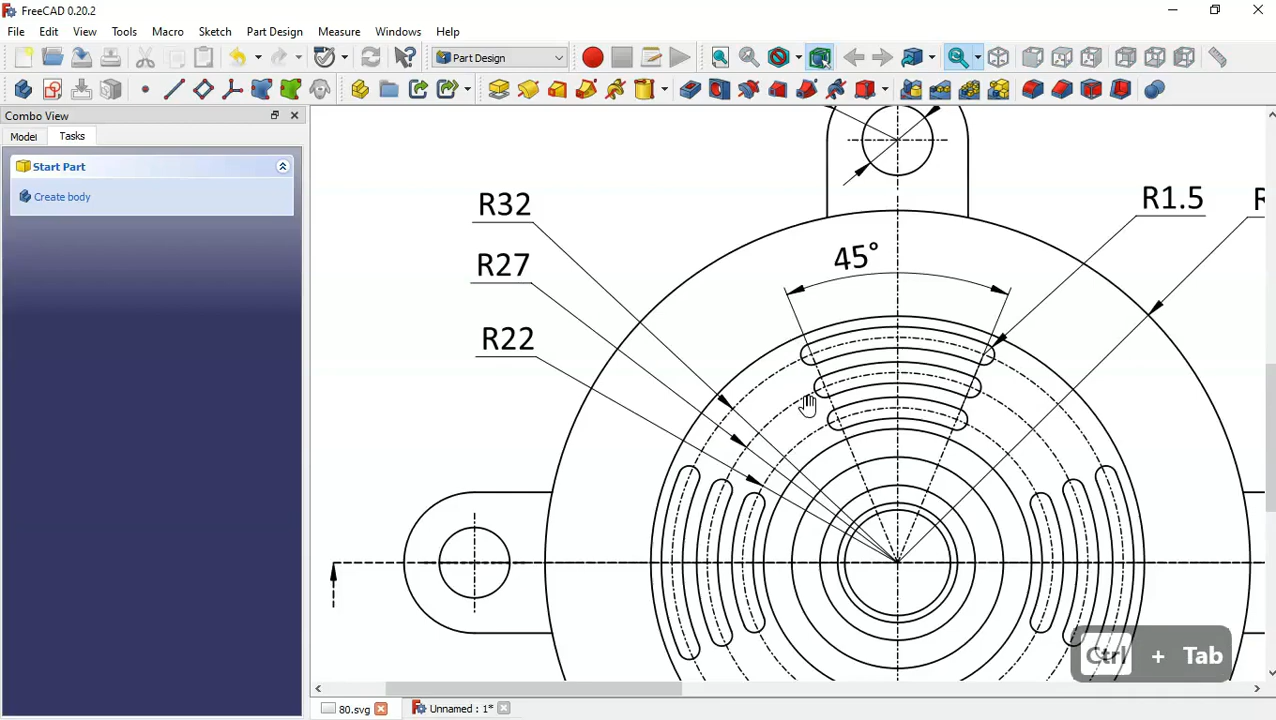 FreeCAD 0.20.2
File Edit View Tools Macro Sketch Part Design Measure Windows Help
Part Design
Combo View
Model Tasks
Start Part
Create body
R32
R27
R22
45°
R1.5
R
Ctrl + Tab
80.svg Unnamed : 1*